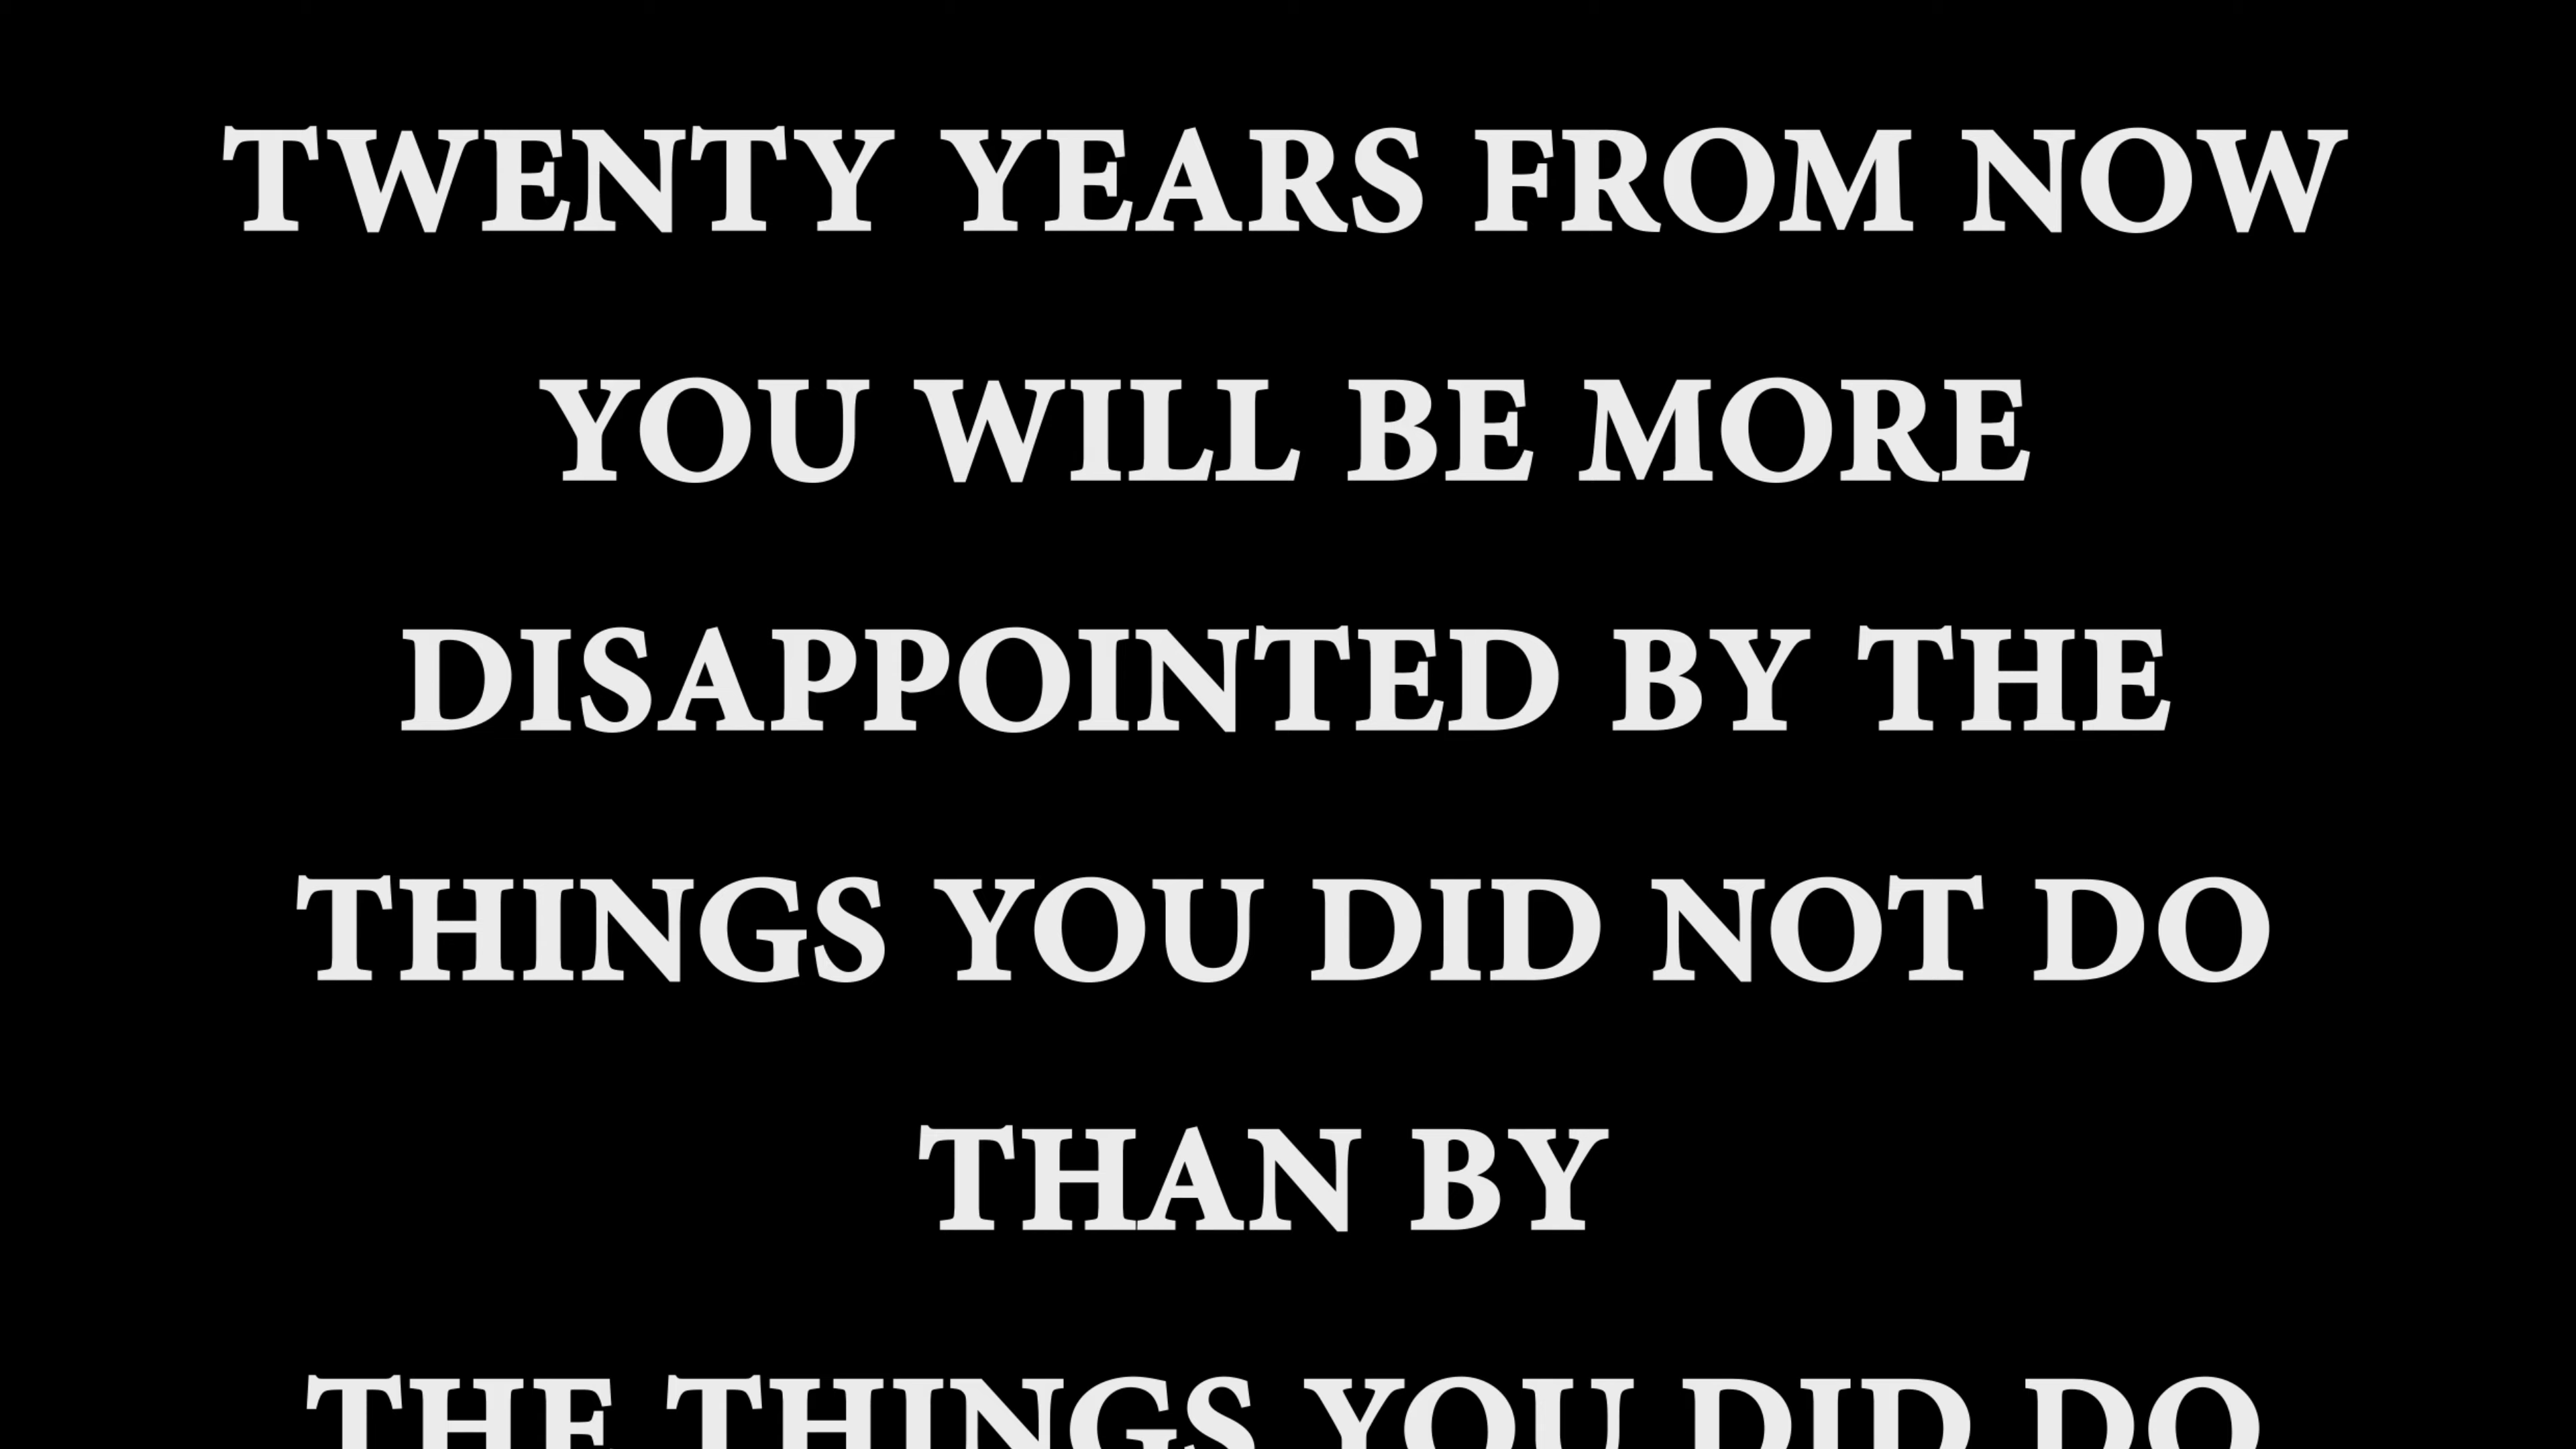 TWENTY YEARS FROM NOW
YOU WILL BE MORE
DISAPPOINTED BY THE
THINGS YOU DID NOT DO
THAN BY
THE THINGS YOU DID DO